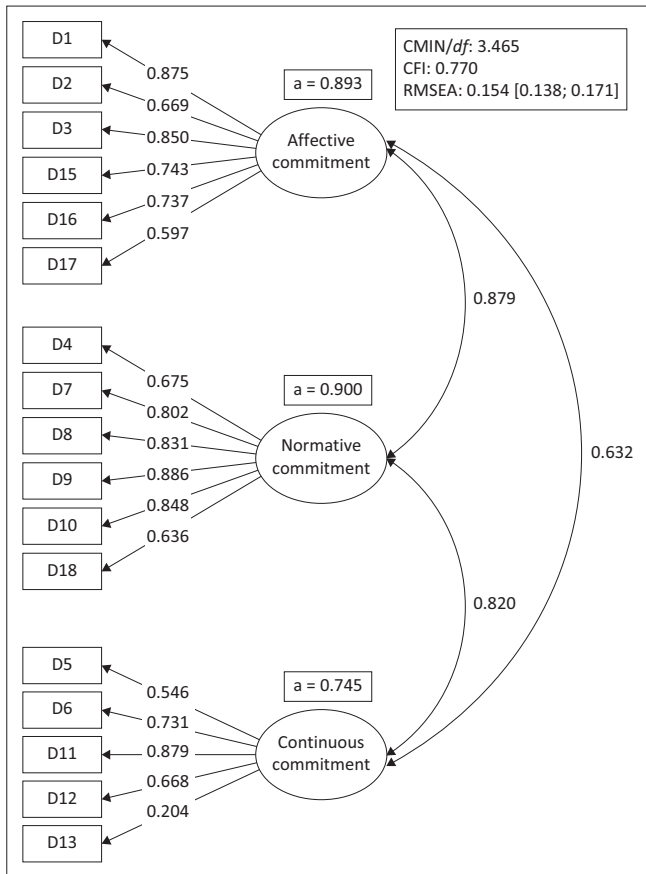 D1
D2
D3
D15
D16
D17
0.875
0.669
0.850
0.743
0.737
0.597
a = 0.893
Affective
commitment
CMIN/df: 3.465
CFI: 0.770
RMSEA: 0.154 [0.138; 0.171]
0.879
D4
D7
D8
D9
D10
D18
0.675
0.802
0.831
0.886
0.848
0.636
a = 0.900
Normative
commitment
0.632
0.820
D5
D6
D11
D12
D13
0.546
0.731
0.879
0.668
0.204
a = 0.745
Continuous
commitment